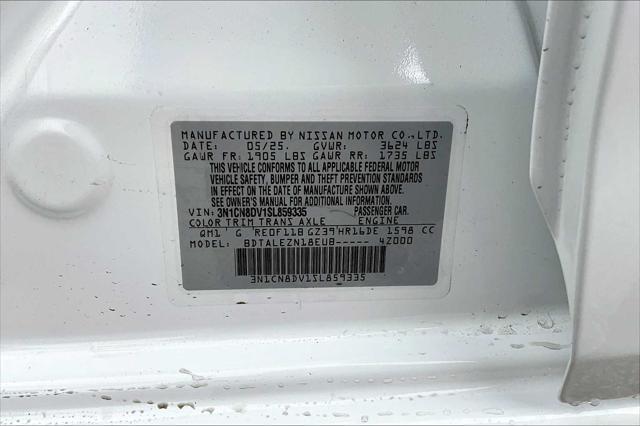 MANUFACTURED BY NISSAN MOTOR CO.,LTD.
DATE: 05/25. GVWR: 3624 LBS
GAWR FR: 1905 LBS GAWR RR: 1735 LBS
THIS VEHICLE CONFORMS TO ALL APPLICABLE FEDERAL MOTOR
VEHICLE SAFETY, BUMPER AND THEFT PREVENTION STANDARDS
IN EFFECT ON THE DATE OF MANUFACTURE SHOWN ABOVE.
SEE OWNER'S MANUAL FOR ADDITIONAL INFORMATION
VIN: 3N1CN8DV1SL859335 PASSENGER CAR.
COLOR TRIM TRANS AXLE ENGINE
QM1 G RE0F11B GZ39 HR16DE 1598 CC
MODEL: BDTALEZN18EUB----- 4Z000
3N1CN8DV1SL859335